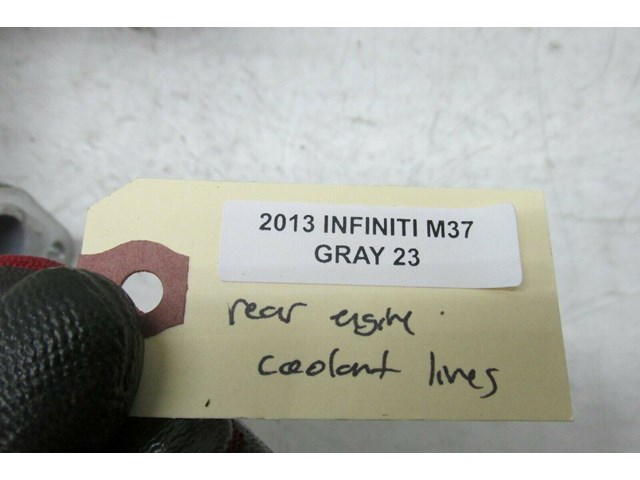 2013 INFINITI M37
GRAY 23
rear engine
coolant lines